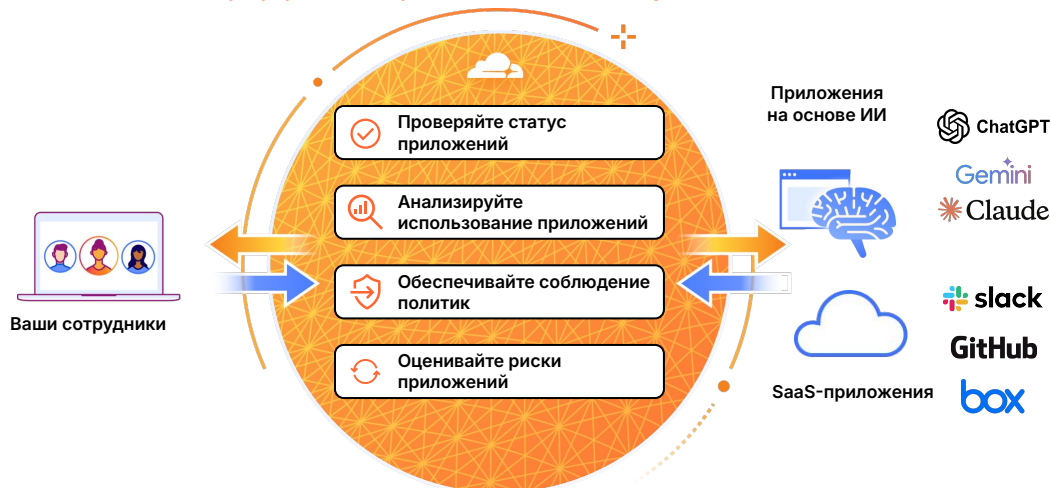 Проверяйте статус
приложений
Анализируйте
использование приложений
Обеспечивайте соблюдение
политик
Оценивайте риски
приложений
Ваши сотрудники
Приложения
на основе ИИ
ChatGPT
Gemini
Claude
SaaS-приложения
slack
GitHub
box